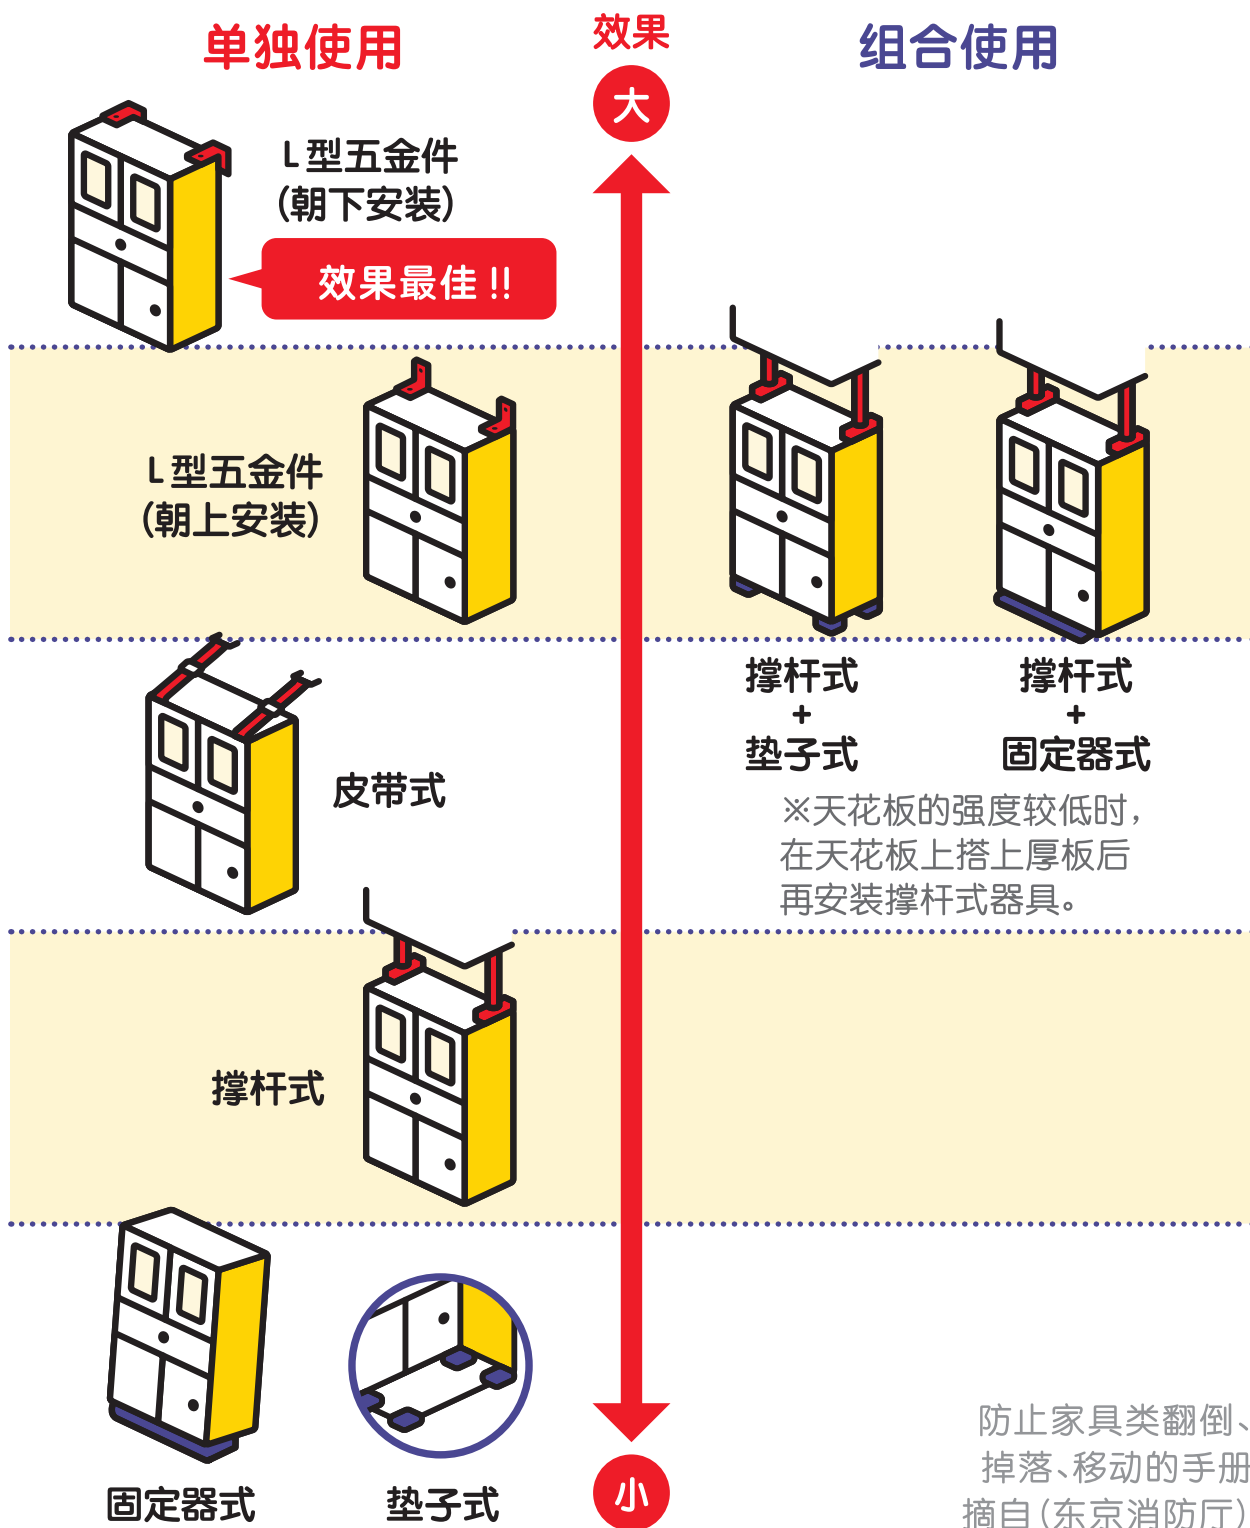 单独使用
效果
组合使用
大
L型五金件
(朝下安装)
效果最佳!!
L型五金件
(朝上安装)
撑杆式
+
垫子式
撑杆式
+
固定器式
皮带式
※天花板的强度较低时，
在天花板上搭上厚板后
再安装撑杆式器具。
撑杆式
固定器式
垫子式
小
防止家具类翻倒、
掉落、移动的手册
摘自(东京消防厅)